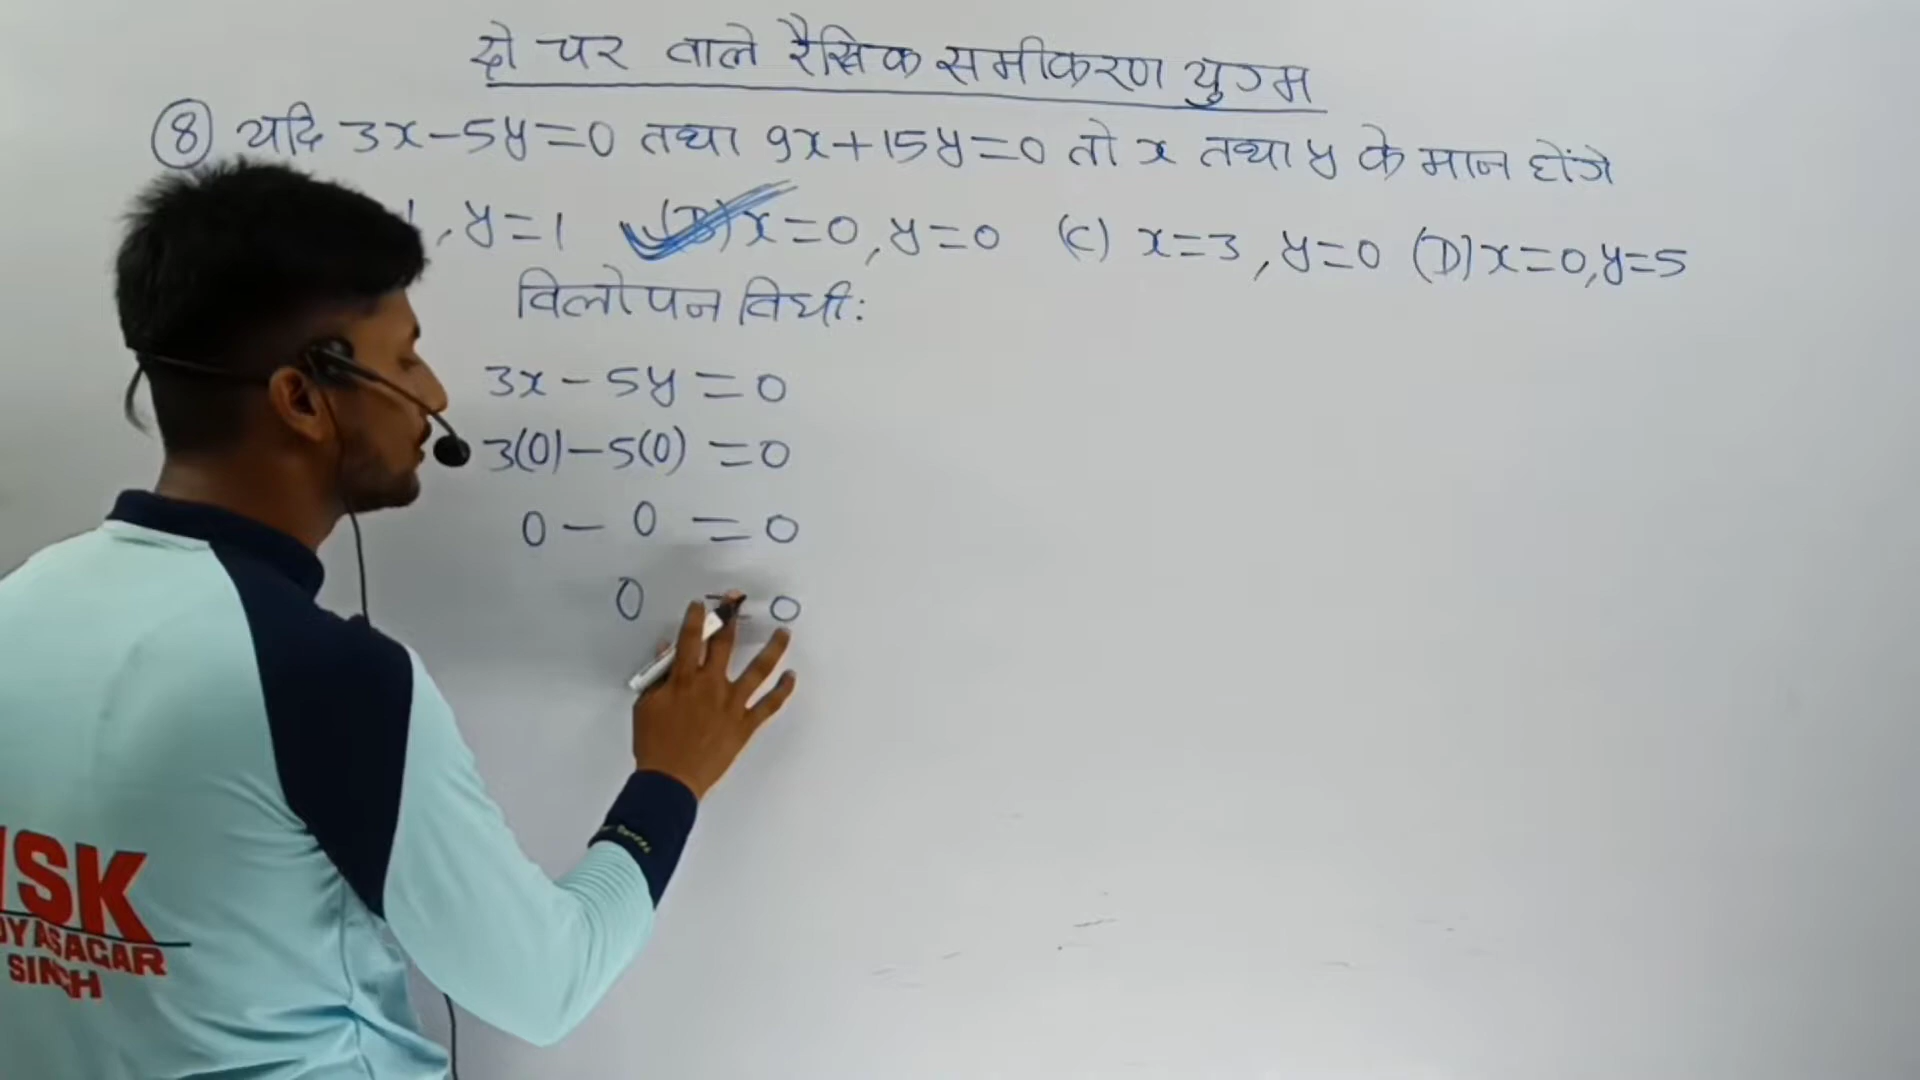 दो चर वाले रैखिक समीकरण युग्म
(8) यदि 3x-5y=0 तथा 9x+15y=0 तो x तथा y के मान होंगे
, y=1 (B) x=0, y=0 (C) x=3, y=0 (D) x=0, y=5
विलोपन विधी:
3x-5y=0
3(0)-5(0)=0
0-0=0
0=0
SK
SINGH